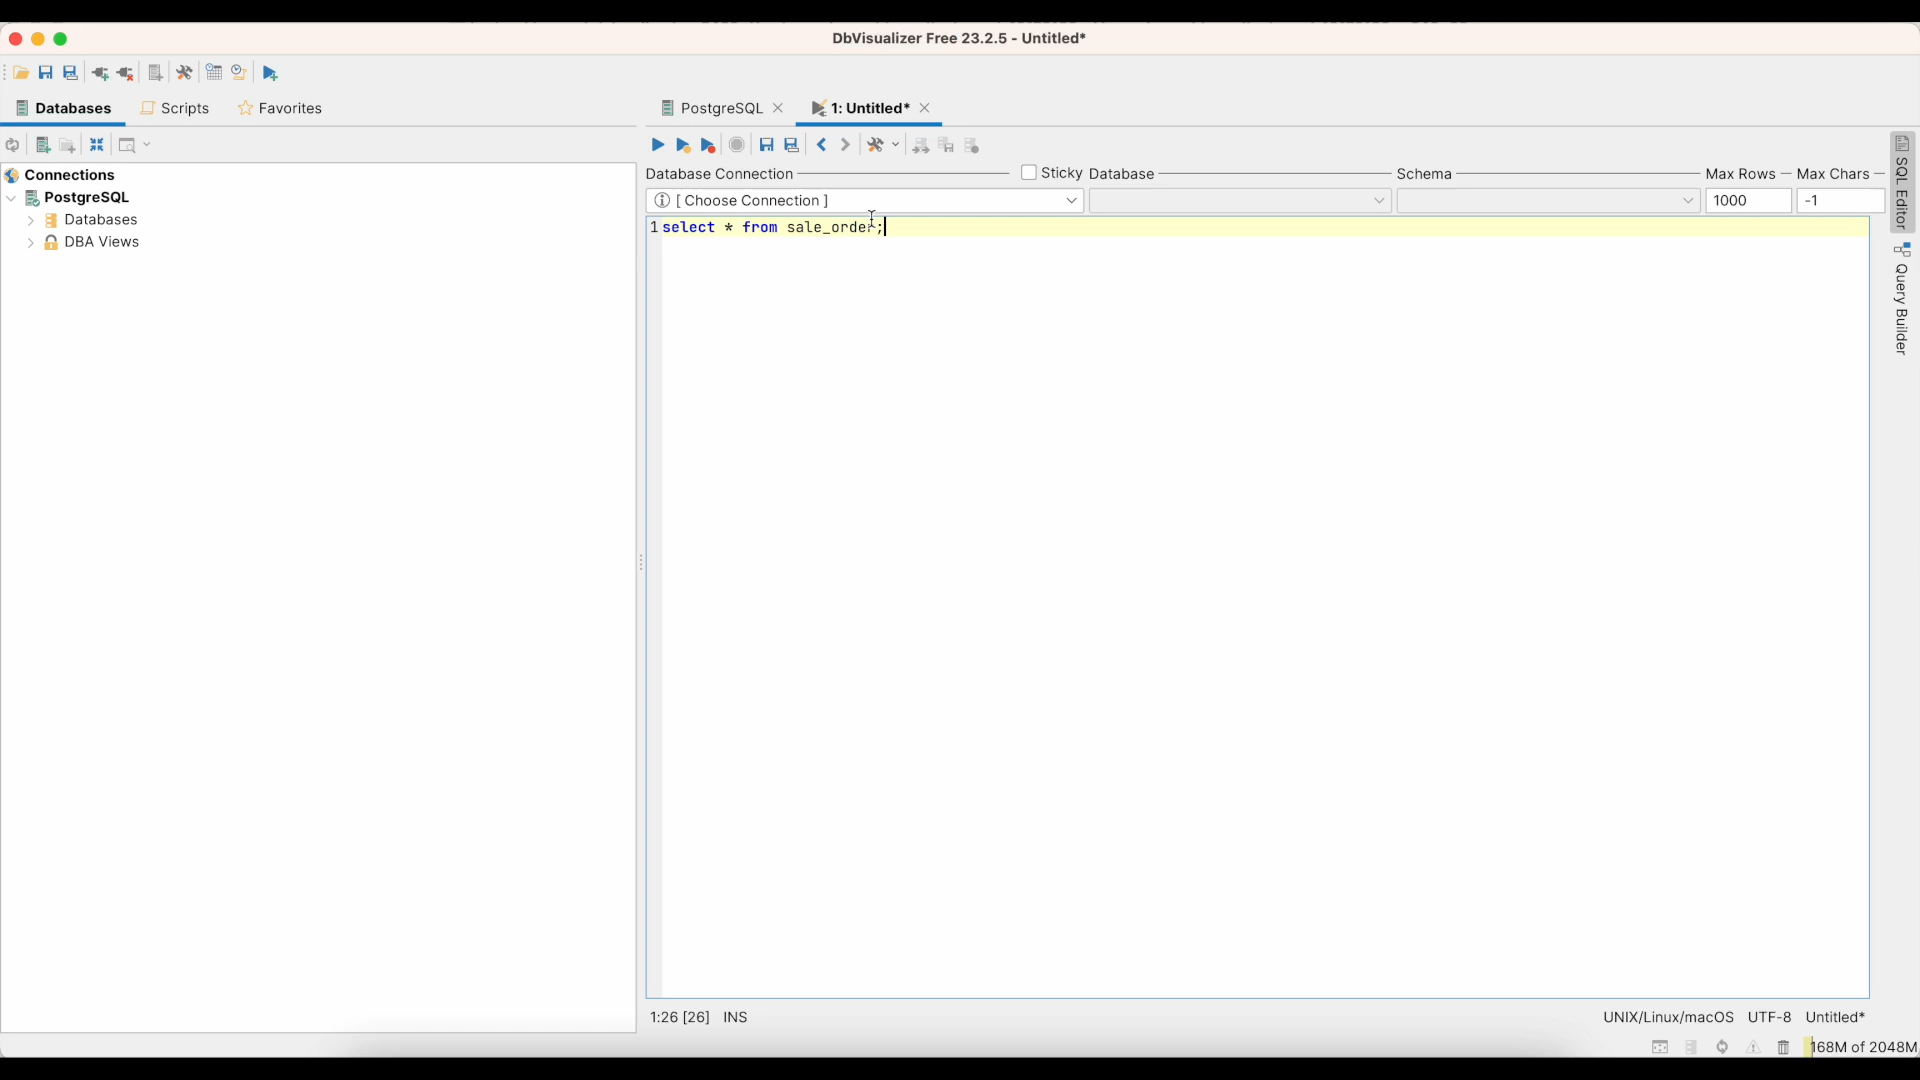 DbVisualizer Free 23.2.5 - Untitled*
Databases Scripts Favorites
PostgreSQL 1: Untitled*
Connections
PostgreSQL
Databases
DBA Views
Database Connection Sticky Database Schema Max Rows Max Chars
[ Choose Connection ] 1000 -1
1 select * from sale_order;
SQL Editor
Query Builder
1:26 [26] INS
UNIX/Linux/macOS UTF-8 Untitled*
168M of 2048M